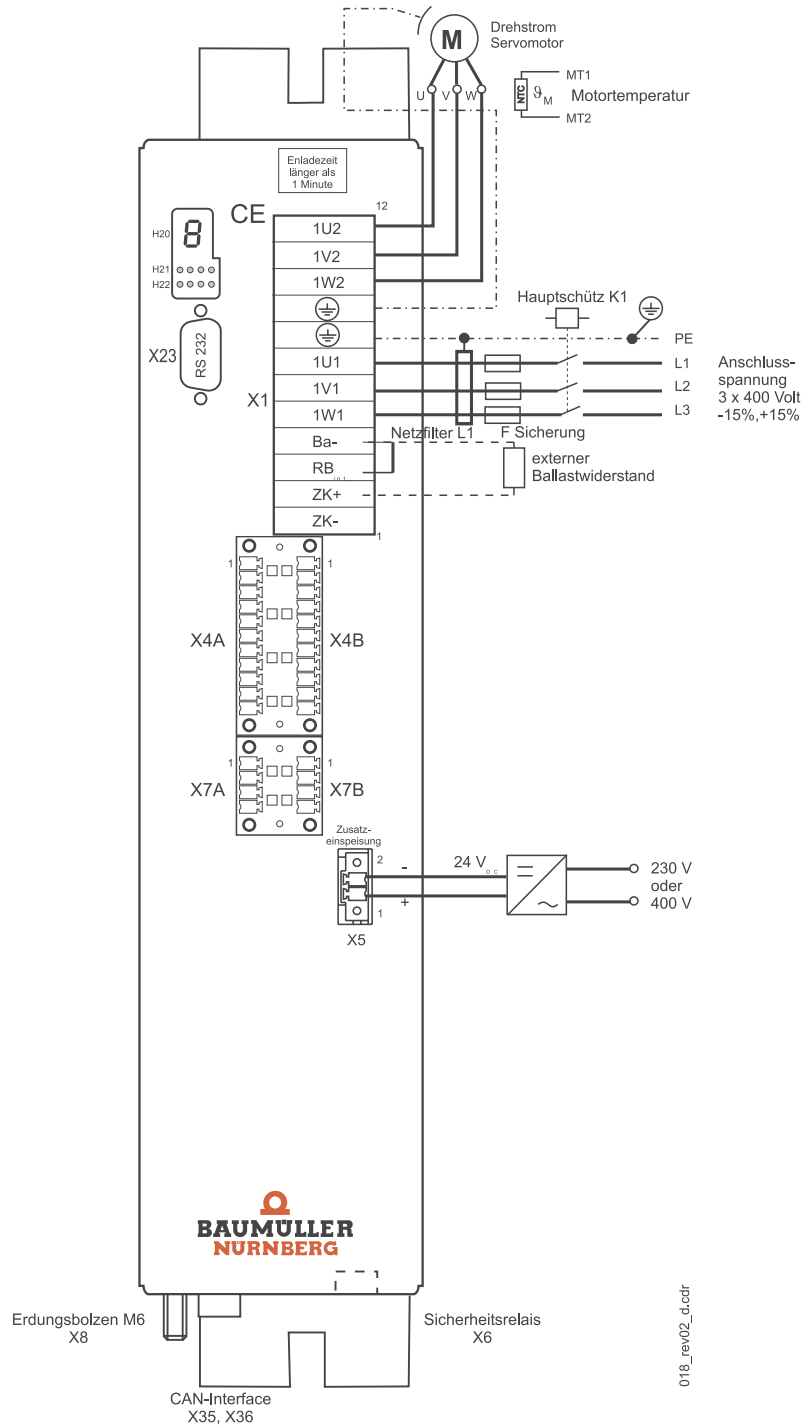 Drehstrom
Servomotor
M
U V W
MT1
NTC
ϑM
Motortemperatur
MT2
Enladezeit
länger als
1 Minute
CE
12
H20
8
H21
H22
X23
RS 232
X1
1U2
1V2
1W2
1U1
1V1
1W1
Ba-
RB
ZK+
ZK-
1
Hauptschütz K1
PE
L1
L2
L3
Anschluss-
spannung
3 x 400 Volt
-15%,+15%
Netzfilter L1
F Sicherung
externer
Ballastwiderstand
1 1
X4A X4B
1 1
X7A X7B
Zusatz-
einspeisung
2
1
X5
-
+
24 V DC
230 V
oder
400 V
BAUMÜLLER
NÜRNBERG
Erdungsbolzen M6
X8
Sicherheitsrelais
X6
CAN-Interface
X35, X36
018_rev02_d.cdr